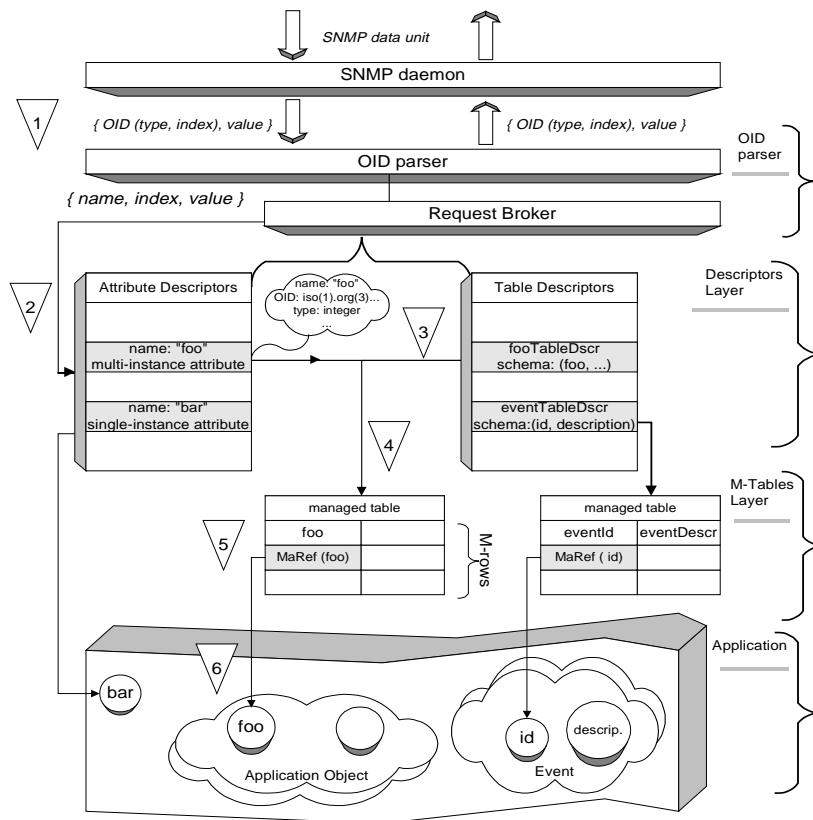 SNMP data unit
SNMP daemon
1
{ OID (type, index), value }
{ OID (type, index), value }
OID
parser
OID parser
{ name, index, value }
Request Broker
2
Attribute Descriptors
name: "foo"
OID: iso(1).org(3)...
type: integer
...
Table Descriptors
Descriptors
Layer
3
name: "foo"
multi-instance attribute
fooTableDscr
schema: (foo, ...)
name: "bar"
single-instance attribute
eventTableDscr
schema:(id, description)
4
M-Tables
Layer
managed table
managed table
5
foo
eventId
eventDescr
MaRef (foo)
MaRef ( id)
M-rows
Application
6
bar
foo
id
descrip.
Application Object
Event